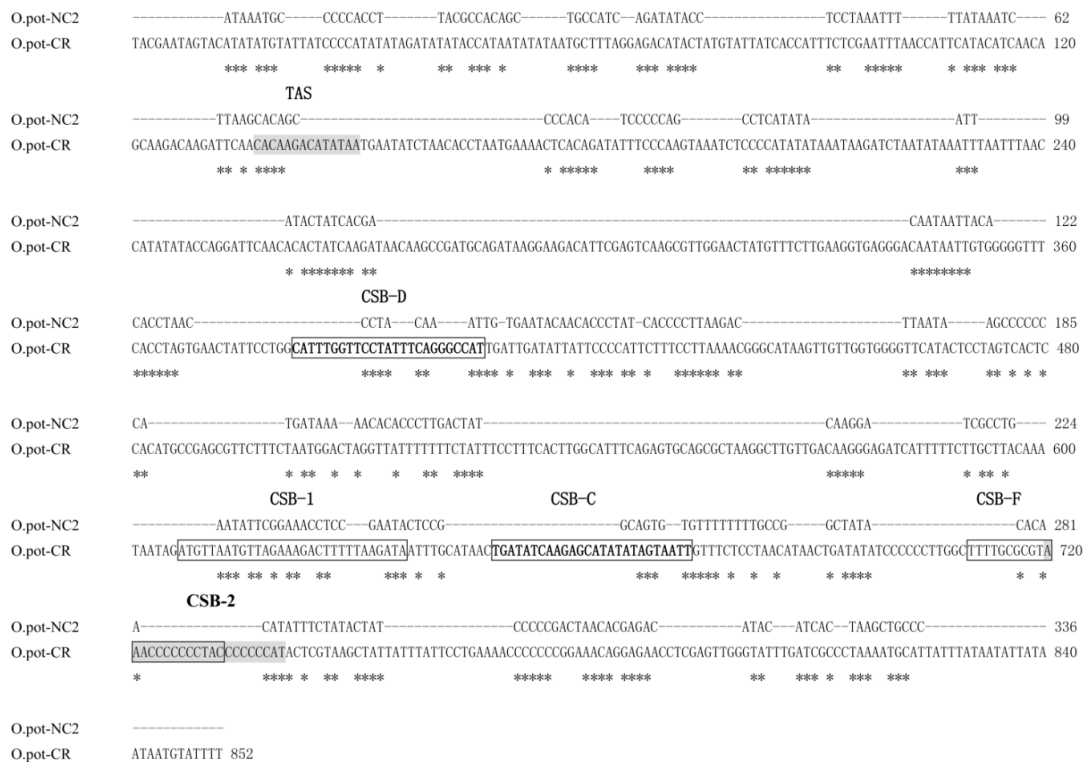 O.pot-NC2 ------------ATAAATGC-----CCCCACCT-------TACGCCACAGC------TGCCATC--AGATATACC----------------TCCTAAATTT--TTATAAATC---- 62
O.pot-CR TACGAATAGTACATATATGTATTATCCCCATATATAGATATATACCATAATATATAATGCTTTAGGAGACATACTATGTATTATCACCATTTCTCGAATTTAACCATTCATACATCAACA 120
*** *** ***** * ** *** * **** *** **** ** ***** * *** ***
TAS
O.pot-NC2 -----------TTAAGCACAGC--------------------------------CCCACA----TCCCCCAG--------CCTCATATA-------------------ATT--------- 99
O.pot-CR GCAAGACAAGATTCAACACAAGACATATAATGAATATCTAACACCTAATGAAAACTCACAGATATTTCCCAAGTAAATCTCCCCATATATAAATAAGATCTAATATAAATTTAATTTAAC 240
** * **** * ***** **** ** ****** ***
O.pot-NC2 --------------------ATACTATCACGA----------------------------------------------------------------------CAATAATTACA------- 122
O.pot-CR CATATATACCAGGATTCAACACACTATCAAGATAACAAGCCGATGCAGATAAGGAAGACATTCGAGTCAAGCGTTGGAACTATGTTTCTTGAAGGTGAGGGACAATAATTGTGGGGGTTT 360
* ******* ** ********
CSB-D
O.pot-NC2 CACCTAAC----------------------CCTA---CAA----ATTG-TGAATACAACACCCTAT-CACCCCTTAAGAC---------------------TTAATA-----AGCCCCCC 185
O.pot-CR CACCTAGTGAACTATTCCTGGCATTTGGTTCCTATTTCAGGGCCATTGATTGATATTATTCCCCATTCTTTCCTTAAAACGGGCATAAGTTGTTGGTGGGGTTCATACTCCTAGTCACTC 480
****** **** ** **** * *** * *** ** * ****** ** ** *** ** * * *
O.pot-NC2 CA------------------TGATAAA--AACACACCCTTGACTAT---------------------------------------------CAAGGA------------TCGCCTG---- 224
O.pot-CR CACATGCCGAGCGTTCTTTCTAATGGACTAGGTTATTTTTTTCTATTTCCTTTCACTTGGCATTTCAGAGTGCAGCGCTAAGGCTTGTTGACAAGGGAGATCATTTTTCTTGCTTACAAA 600
** * ** * * * ** **** ***** * ** *
CSB-1 CSB-C CSB-F
O.pot-NC2 -----------AATATTCGGAAACCTCC---GAATACTCCG-----------------------GCAGTG--TGTTTTTTTTGCCG-----GCTATA-------------------CACA 281
O.pot-CR TAATAGATGTTAATGTTAGAAAGACTTTTTAAGATAATTTGCATAACTGATATCAAGAGCATATATAGTAATTGTTTCTCCTAACATAACTGATATATCCCCCCTTGGCTTTTGCGCGTA 720
*** ** * ** ** *** * * *** ***** * * * * **** * *
CSB-2
O.pot-NC2 A----------------CATATTTCTATACTAT-----------------CCCCCGACTAACACGAGAC-----------ATAC---ATCAC-----TAAGCTGCCC------------- 336
O.pot-CR AACCCCCCCTACCCCCCCATACTCGTAAGCTATTATTTATTCCTGAAAACCCCCCCGGAAACAGGAGAACCTCGAGTTGGGTATTTGATCGCCCTAAAATGCATTATTTATAATATTATA 840
* **** * ** **** ***** **** **** ** *** * *** ***
O.pot-NC2 ------------
O.pot-CR ATAATGTATTTT 852